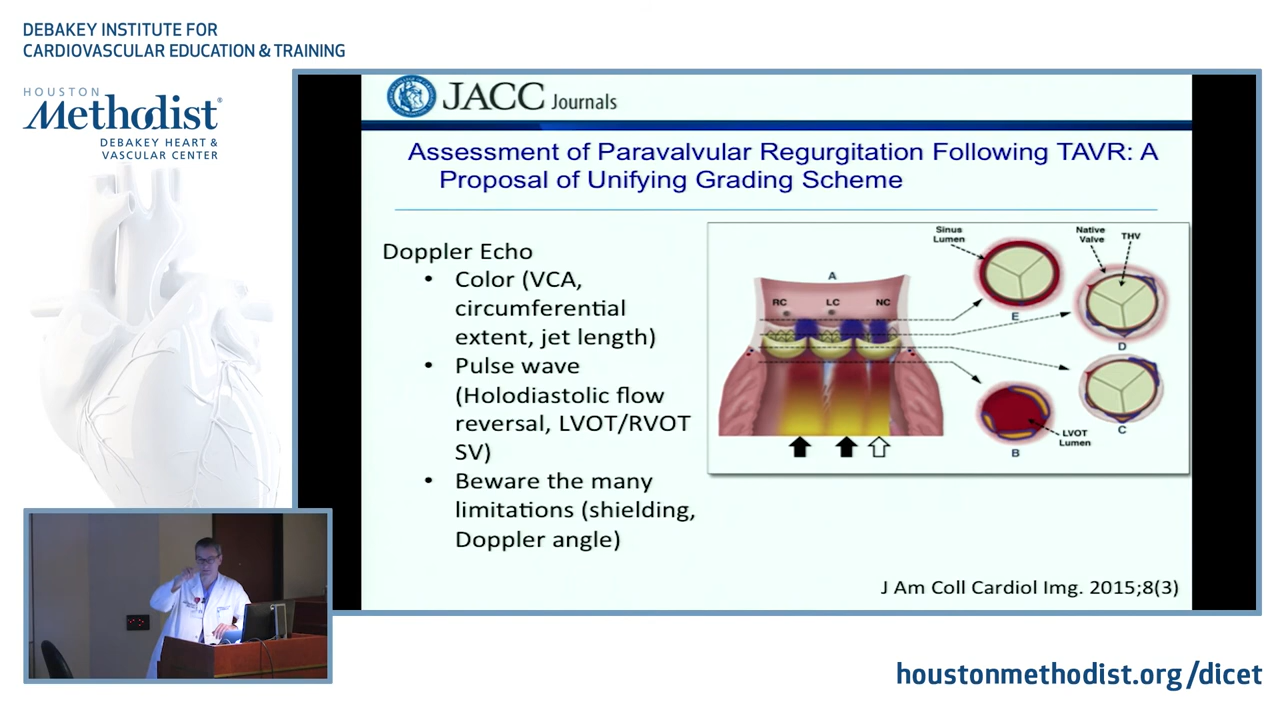 DEBAKEY INSTITUTE FOR
CARDIOVASCULAR EDUCATION & TRAINING
HOUSTON
Methodist®
DEBAKEY HEART &
VASCULAR CENTER
JACC Journals
Assessment of Paravalvular Regurgitation Following TAVR: A
Proposal of Unifying Grading Scheme
Doppler Echo
• Color (VCA,
circumferential
extent, jet length)
• Pulse wave
(Holodiastolic flow
reversal, LVOT/RVOT
SV)
• Beware the many
limitations (shielding,
Doppler angle)
A
RC LC NC
Sinus
Lumen
E
Native
Valve
THV
D
C
LVOT
Lumen
B
J Am Coll Cardiol Img. 2015;8(3)
houstonmethodist.org/dicet